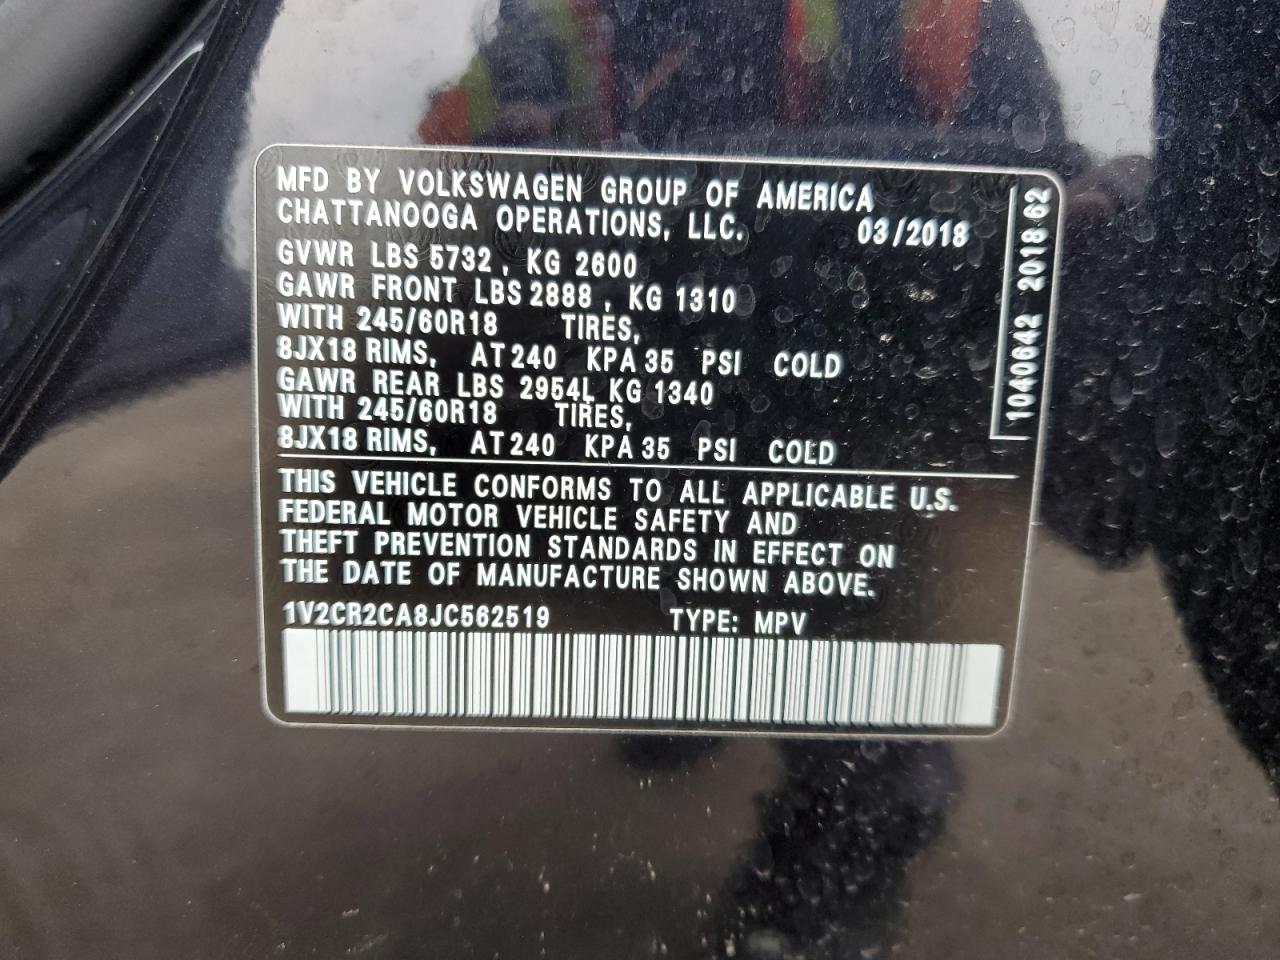 MFD BY VOLKSWAGEN GROUP OF AMERICA
CHATTANOOGA OPERATIONS, LLC. 03/2018
GVWR LBS 5732, KG 2600
GAWR FRONT LBS 2888, KG 1310
WITH 245/60R18 TIRES,
8JX18 RIMS, AT 240 KPA 35 PSI COLD
GAWR REAR LBS 2954L KG 1340
WITH 245/60R18 TIRES,
8JX18 RIMS, AT 240 KPA 35 PSI COLD
THIS VEHICLE CONFORMS TO ALL APPLICABLE U.S.
FEDERAL MOTOR VEHICLE SAFETY AND
THEFT PREVENTION STANDARDS IN EFFECT ON
THE DATE OF MANUFACTURE SHOWN ABOVE.
1V2CR2CA8JC562519 TYPE: MPV
1040642 2018 62